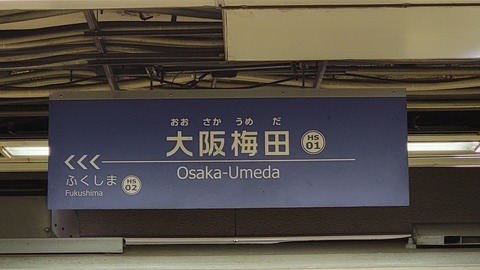 おお さか うめ だ
大阪梅田 HS 01
Osaka-Umeda
ふくしま HS 02
Fukushima